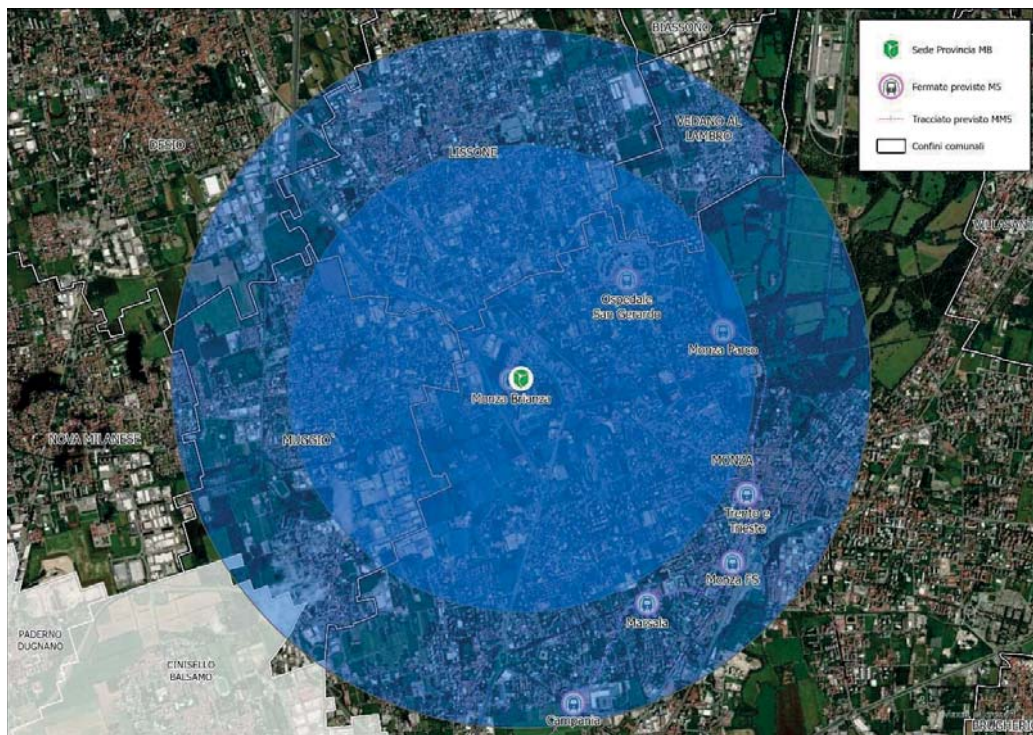 BIASSONO
Sede Provincia MB
Fermate previste M5
Tracciato previsto MM5
Confini comunali
DESIO
LISSONE
VEDANO AL
LAMBRO
VILLASANTA
Ospedale
San Gerardo
Monza Parco
Monza Brianza
NOVA MILANESE
MUGGIO'
MONZA
Trento e
Trieste
Monza FS
Marsala
PADERNO
DUGNANO
CINISELLO
BALSAMO
Campania
BRUGHERIO